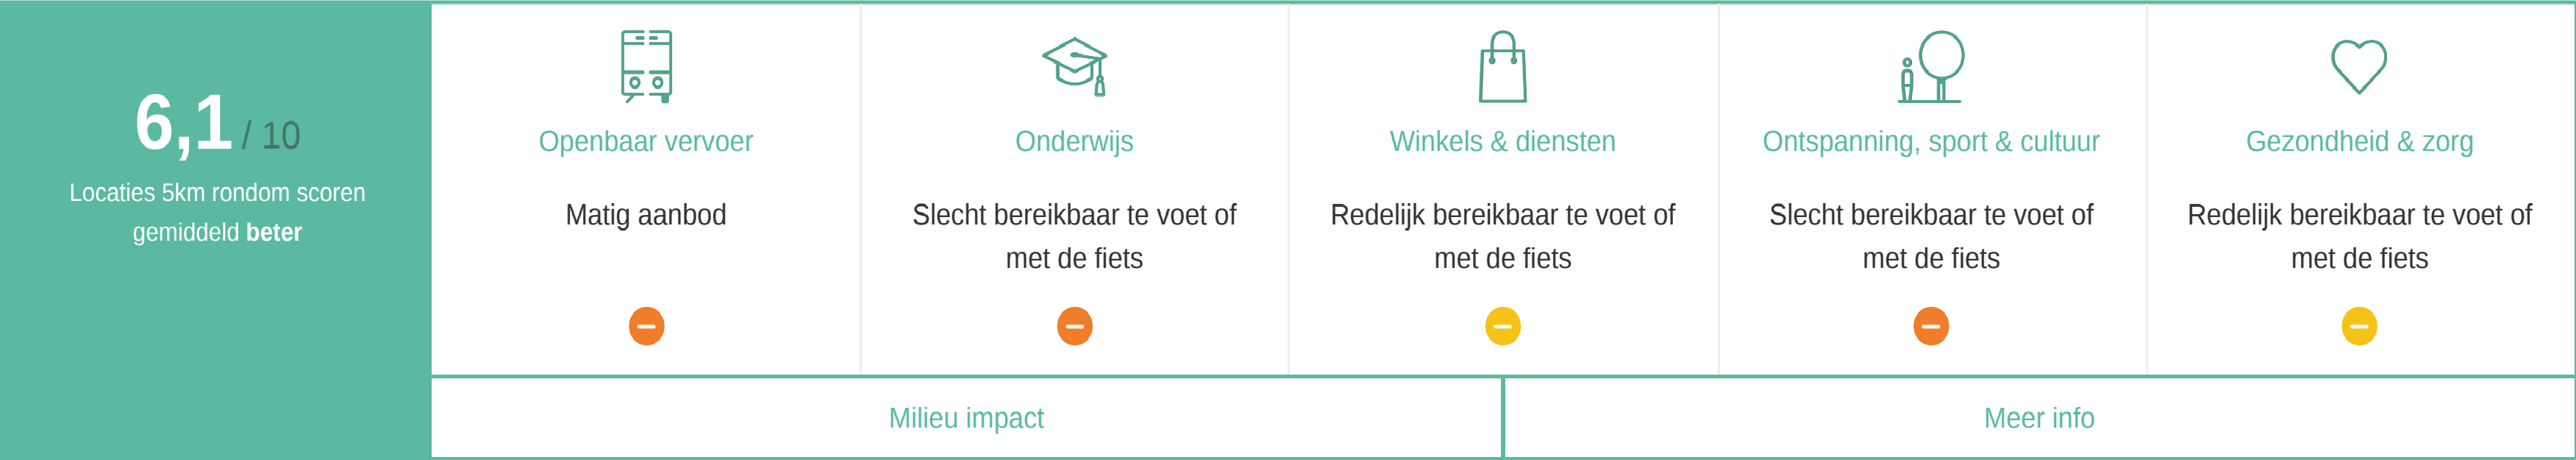 6,1 / 10
Locaties 5km rondom scoren
gemiddeld beter
Openbaar vervoer
Matig aanbod
Onderwijs
Slecht bereikbaar te voet of
met de fiets
Winkels & diensten
Redelijk bereikbaar te voet of
met de fiets
Ontspanning, sport & cultuur
Slecht bereikbaar te voet of
met de fiets
Gezondheid & zorg
Redelijk bereikbaar te voet of
met de fiets
Milieu impact
Meer info